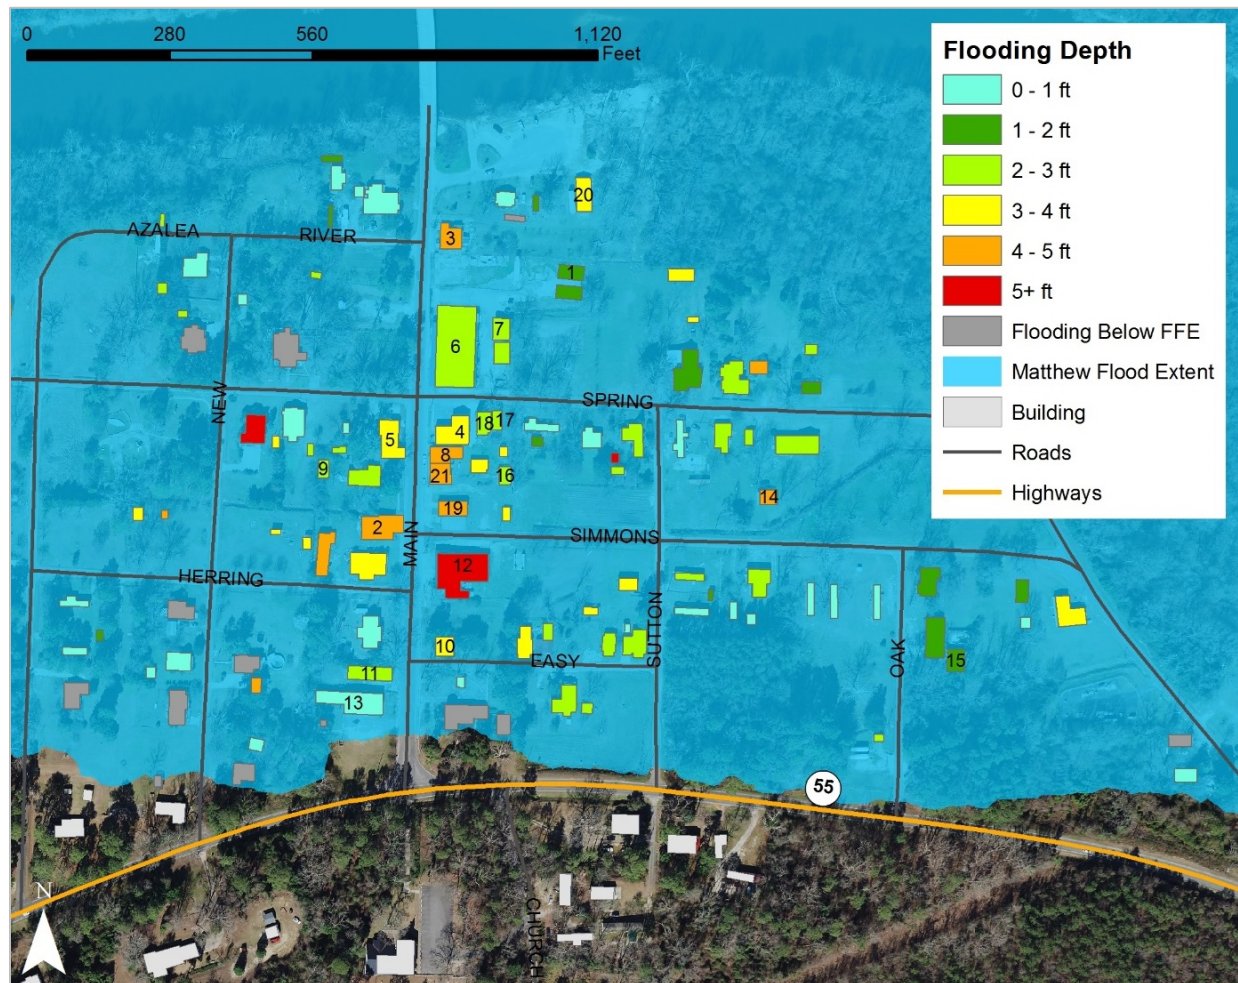 0 280 560 1,120
Feet
Flooding Depth
0 - 1 ft
1 - 2 ft
2 - 3 ft
3 - 4 ft
4 - 5 ft
5+ ft
Flooding Below FFE
Matthew Flood Extent
Building
Roads
Highways
20
AZALEA
RIVER
3
1
7
6
NEW
SPRING
5
4
18
17
8
9
21
16
14
19
2
MAIN
SIMMONS
12
HERRING
SUTTON
10
EASY
OAK
15
11
13
55
N
CHURCH